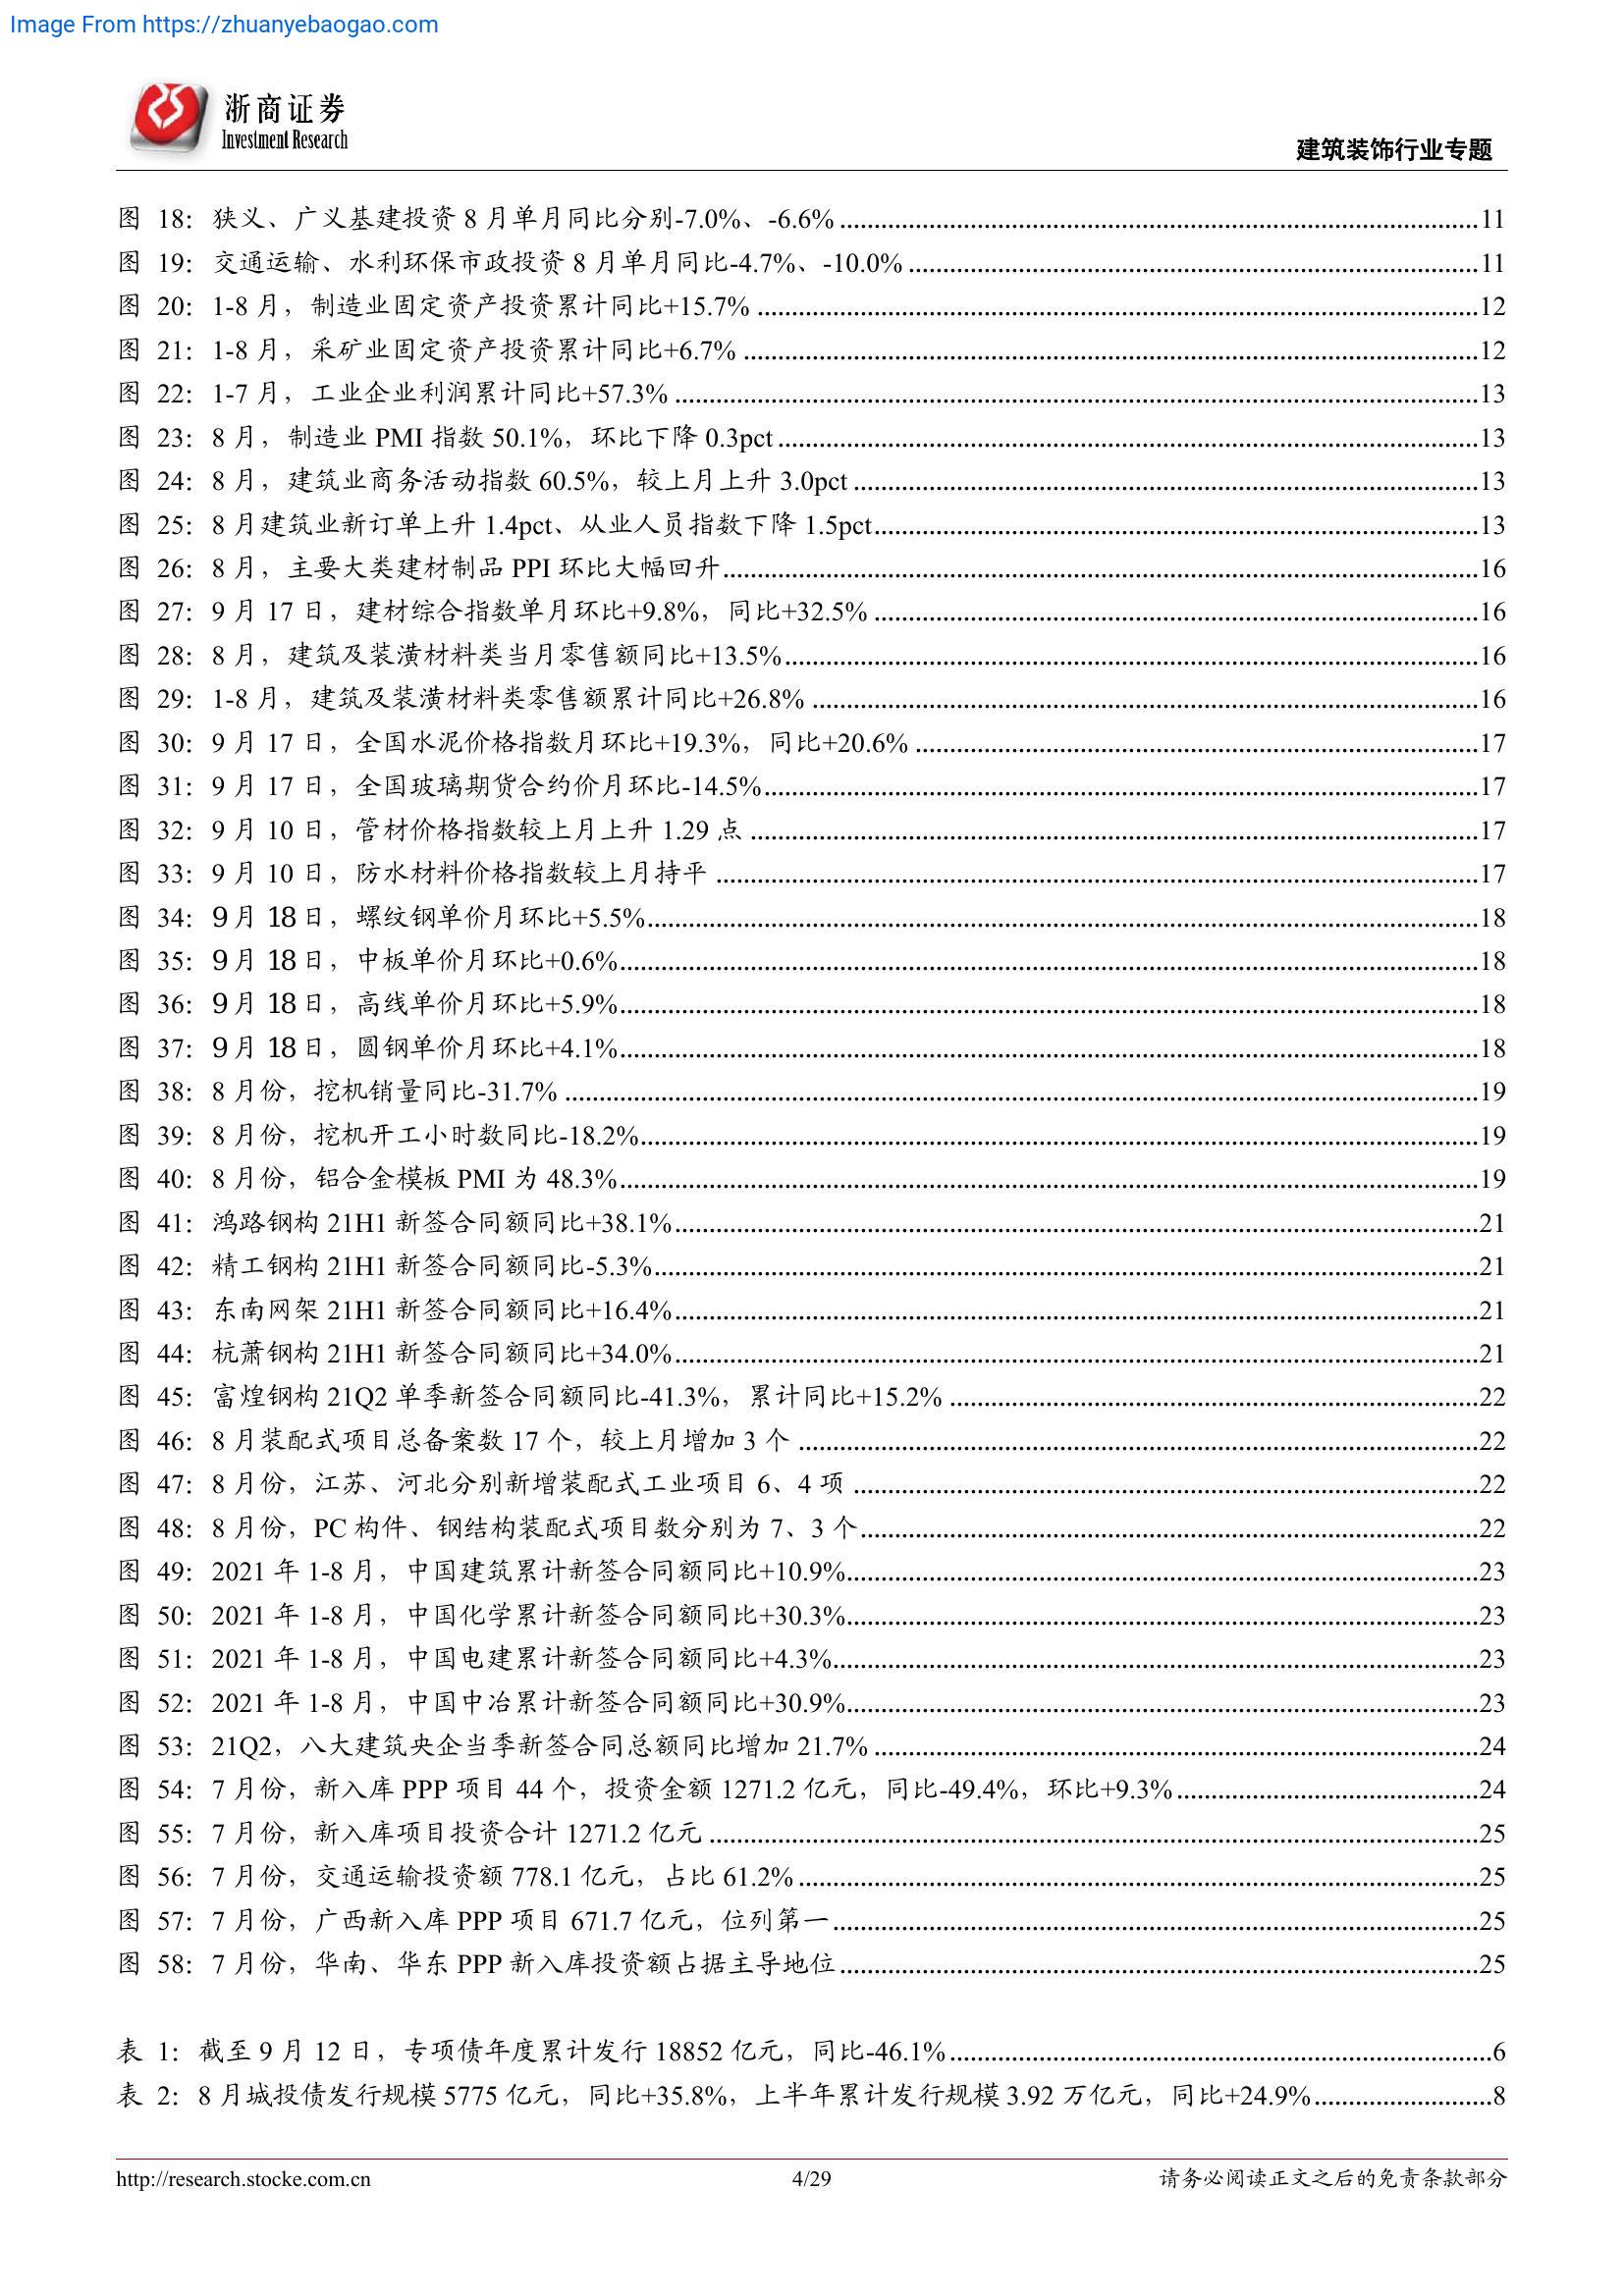 Image From https://zhuanyebaogao.com
浙商证券
Investment Research
建筑装饰行业专题
图 18：狭义、广义基建投资 8 月单月同比分别-7.0%、-6.6%......11
图 19：交通运输、水利环保市政投资 8 月单月同比-4.7%、-10.0%......11
图 20：1-8 月，制造业固定资产投资累计同比+15.7%......12
图 21：1-8 月，采矿业固定资产投资累计同比+6.7%......12
图 22：1-7 月，工业企业利润累计同比+57.3%......13
图 23：8 月，制造业 PMI 指数 50.1%，环比下降 0.3pct......13
图 24：8 月，建筑业商务活动指数 60.5%，较上月上升 3.0pct......13
图 25：8 月建筑业新订单上升 1.4pct、从业人员指数下降 1.5pct......13
图 26：8 月，主要大类建材制品 PPI 环比大幅回升......16
图 27：9 月 17 日，建材综合指数单月环比+9.8%，同比+32.5%......16
图 28：8 月，建筑及装潢材料类当月零售额同比+13.5%......16
图 29：1-8 月，建筑及装潢材料类零售额累计同比+26.8%......16
图 30：9 月 17 日，全国水泥价格指数月环比+19.3%，同比+20.6%......17
图 31：9 月 17 日，全国玻璃期货合约价月环比-14.5%......17
图 32：9 月 10 日，管材价格指数较上月上升 1.29 点......17
图 33：9 月 10 日，防水材料价格指数较上月持平......17
图 34：9 月 18 日，螺纹钢单价月环比+5.5%......18
图 35：9 月 18 日，中板单价月环比+0.6%......18
图 36：9 月 18 日，高线单价月环比+5.9%......18
图 37：9 月 18 日，圆钢单价月环比+4.1%......18
图 38：8 月份，挖机销量同比-31.7%......19
图 39：8 月份，挖机开工小时数同比-18.2%......19
图 40：8 月份，铝合金模板 PMI 为 48.3%......19
图 41：鸿路钢构 21H1 新签合同额同比+38.1%......21
图 42：精工钢构 21H1 新签合同额同比-5.3%......21
图 43：东南网架 21H1 新签合同额同比+16.4%......21
图 44：杭萧钢构 21H1 新签合同额同比+34.0%......21
图 45：富煌钢构 21Q2 单季新签合同额同比-41.3%，累计同比+15.2%......22
图 46：8 月装配式项目总备案数 17 个，较上月增加 3 个......22
图 47：8 月份，江苏、河北分别新增装配式工业项目 6、4 项......22
图 48：8 月份，PC 构件、钢结构装配式项目数分别为 7、3 个......22
图 49：2021 年 1-8 月，中国建筑累计新签合同额同比+10.9%......23
图 50：2021 年 1-8 月，中国化学累计新签合同额同比+30.3%......23
图 51：2021 年 1-8 月，中国电建累计新签合同额同比+4.3%......23
图 52：2021 年 1-8 月，中国中冶累计新签合同额同比+30.9%......23
图 53：21Q2，八大建筑央企当季新签合同总额同比增加 21.7%......24
图 54：7 月份，新入库 PPP 项目 44 个，投资金额 1271.2 亿元，同比-49.4%，环比+9.3%......24
图 55：7 月份，新入库项目投资合计 1271.2 亿元......25
图 56：7 月份，交通运输投资额 778.1 亿元，占比 61.2%......25
图 57：7 月份，广西新入库 PPP 项目 671.7 亿元，位列第一......25
图 58：7 月份，华南、华东 PPP 新入库投资额占据主导地位......25
表 1：截至 9 月 12 日，专项债年度累计发行 18852 亿元，同比-46.1%......6
表 2：8 月城投债发行规模 5775 亿元，同比+35.8%，上半年累计发行规模 3.92 万亿元，同比+24.9%......8
http://research.stocke.com.cn
4/29
请务必阅读正文之后的免责条款部分